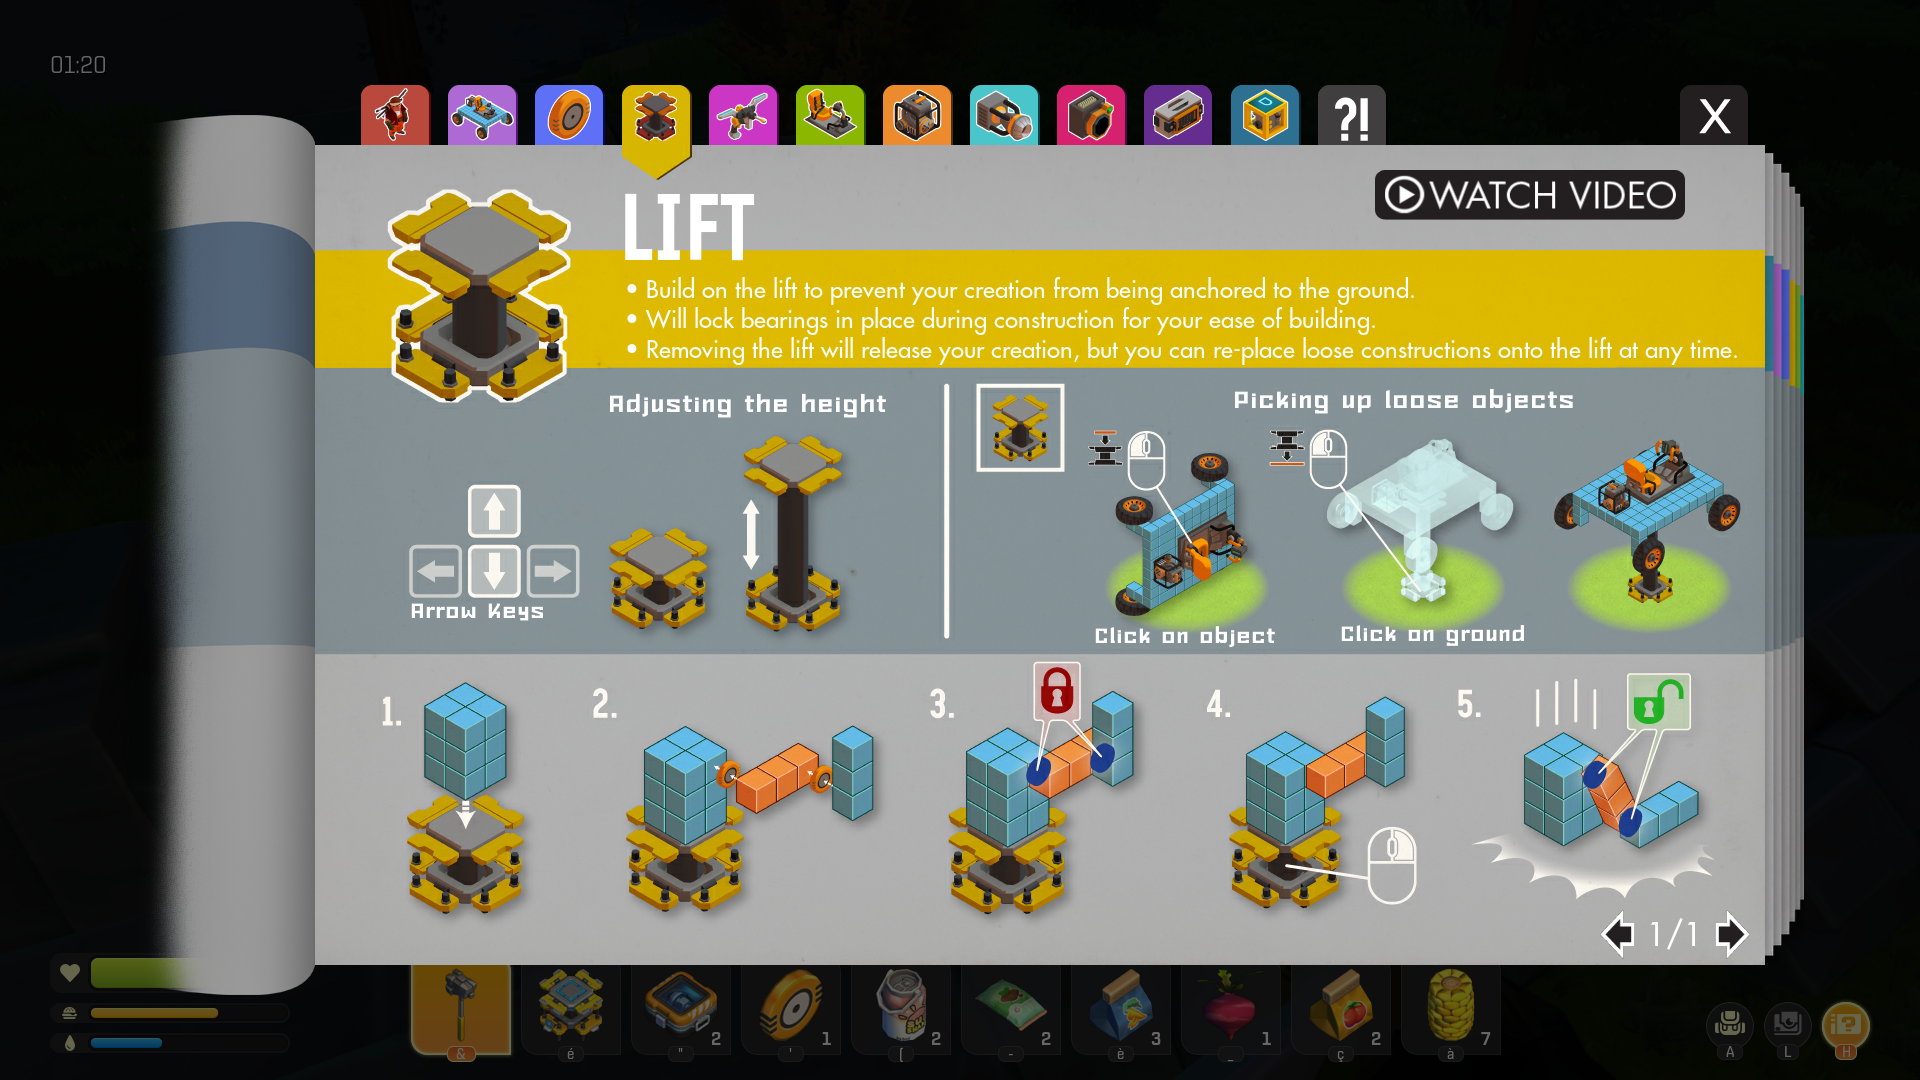 01:20
?!
X
LIFT
WATCH VIDEO
• Build on the lift to prevent your creation from being anchored to the ground.
• Will lock bearings in place during construction for your ease of building.
• Removing the lift will release your creation, but you can re-place loose constructions onto the lift at any time.
Adjusting the height
Picking up loose objects
Arrow Keys
Click on object
Click on ground
1.
2.
3.
4.
5.
1/1
2
1
2
2
3
1
2
7
&
é
"
'
(
-
è
_
ç
à
A
L
H